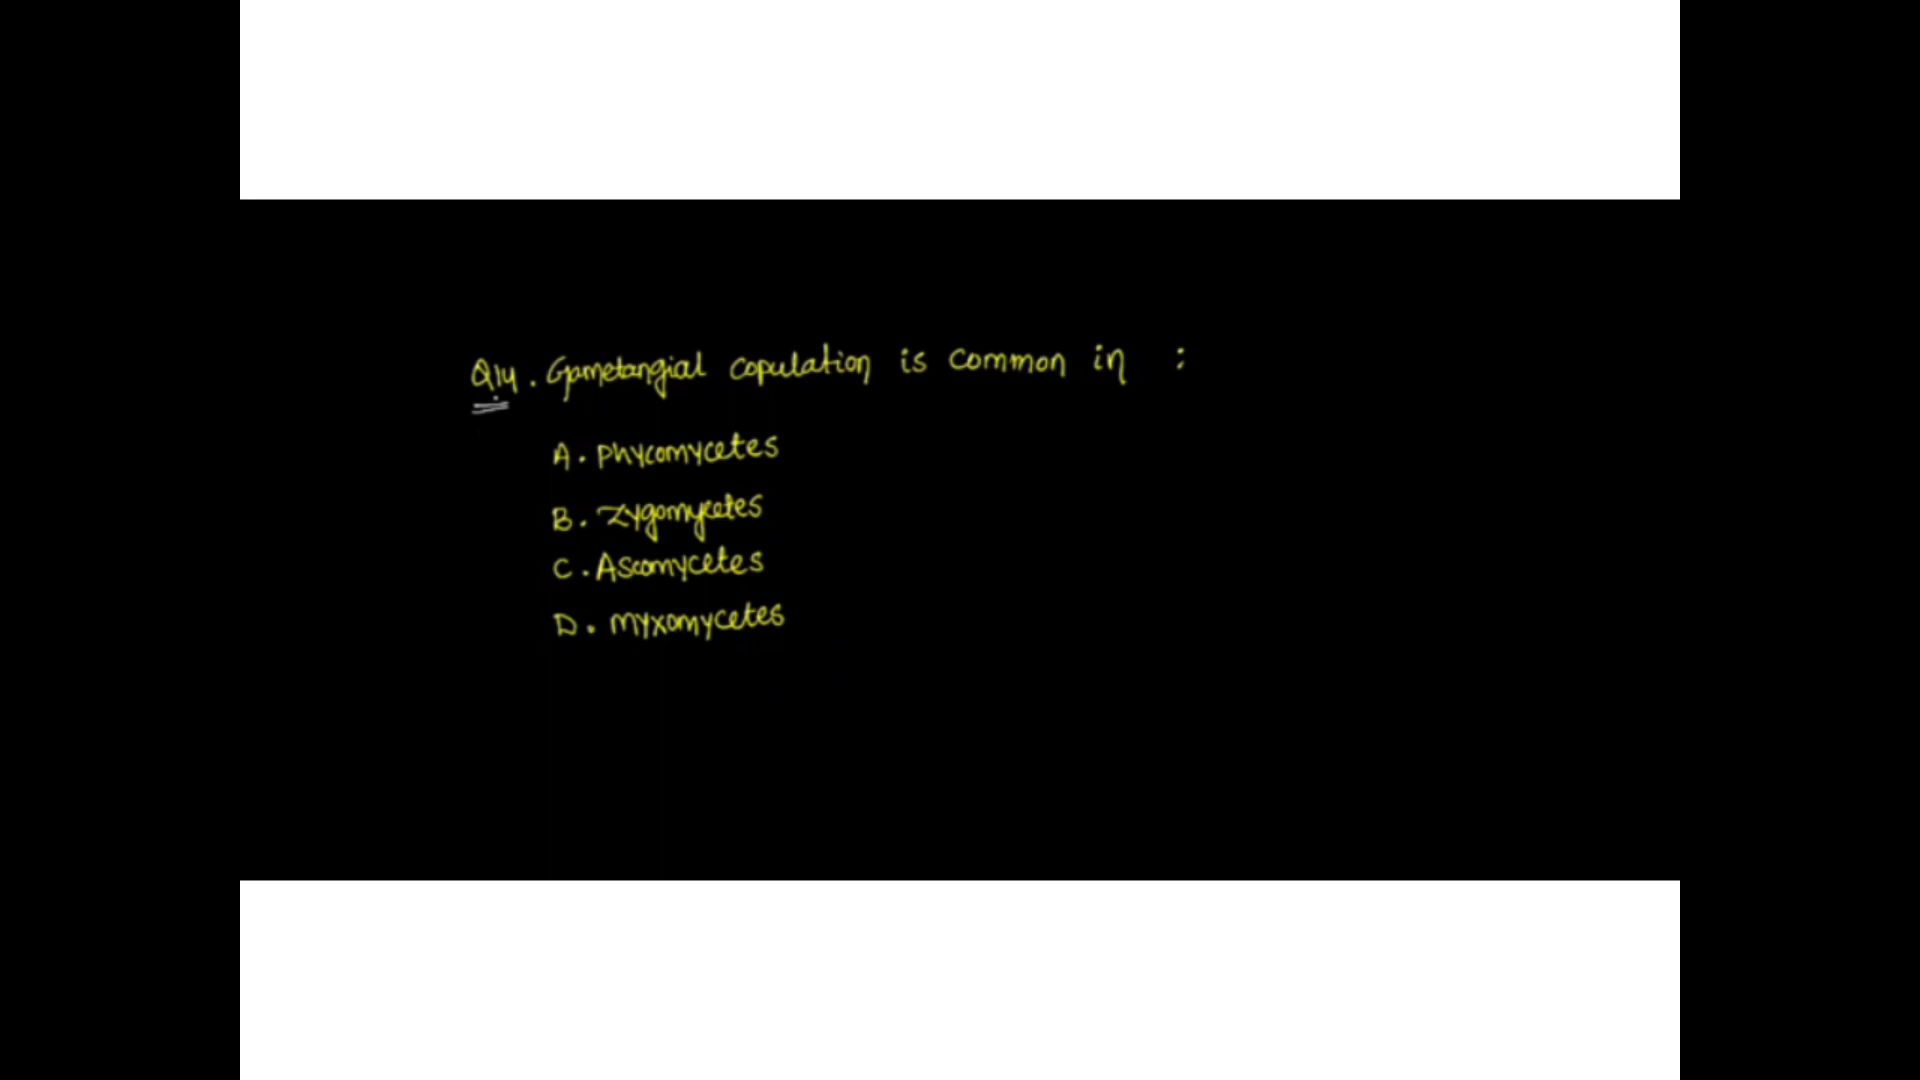 Q14. Gametangial copulation is common in :
A. Phycomycetes
B. Zygomycetes
C. Ascomycetes
D. Myxomycetes